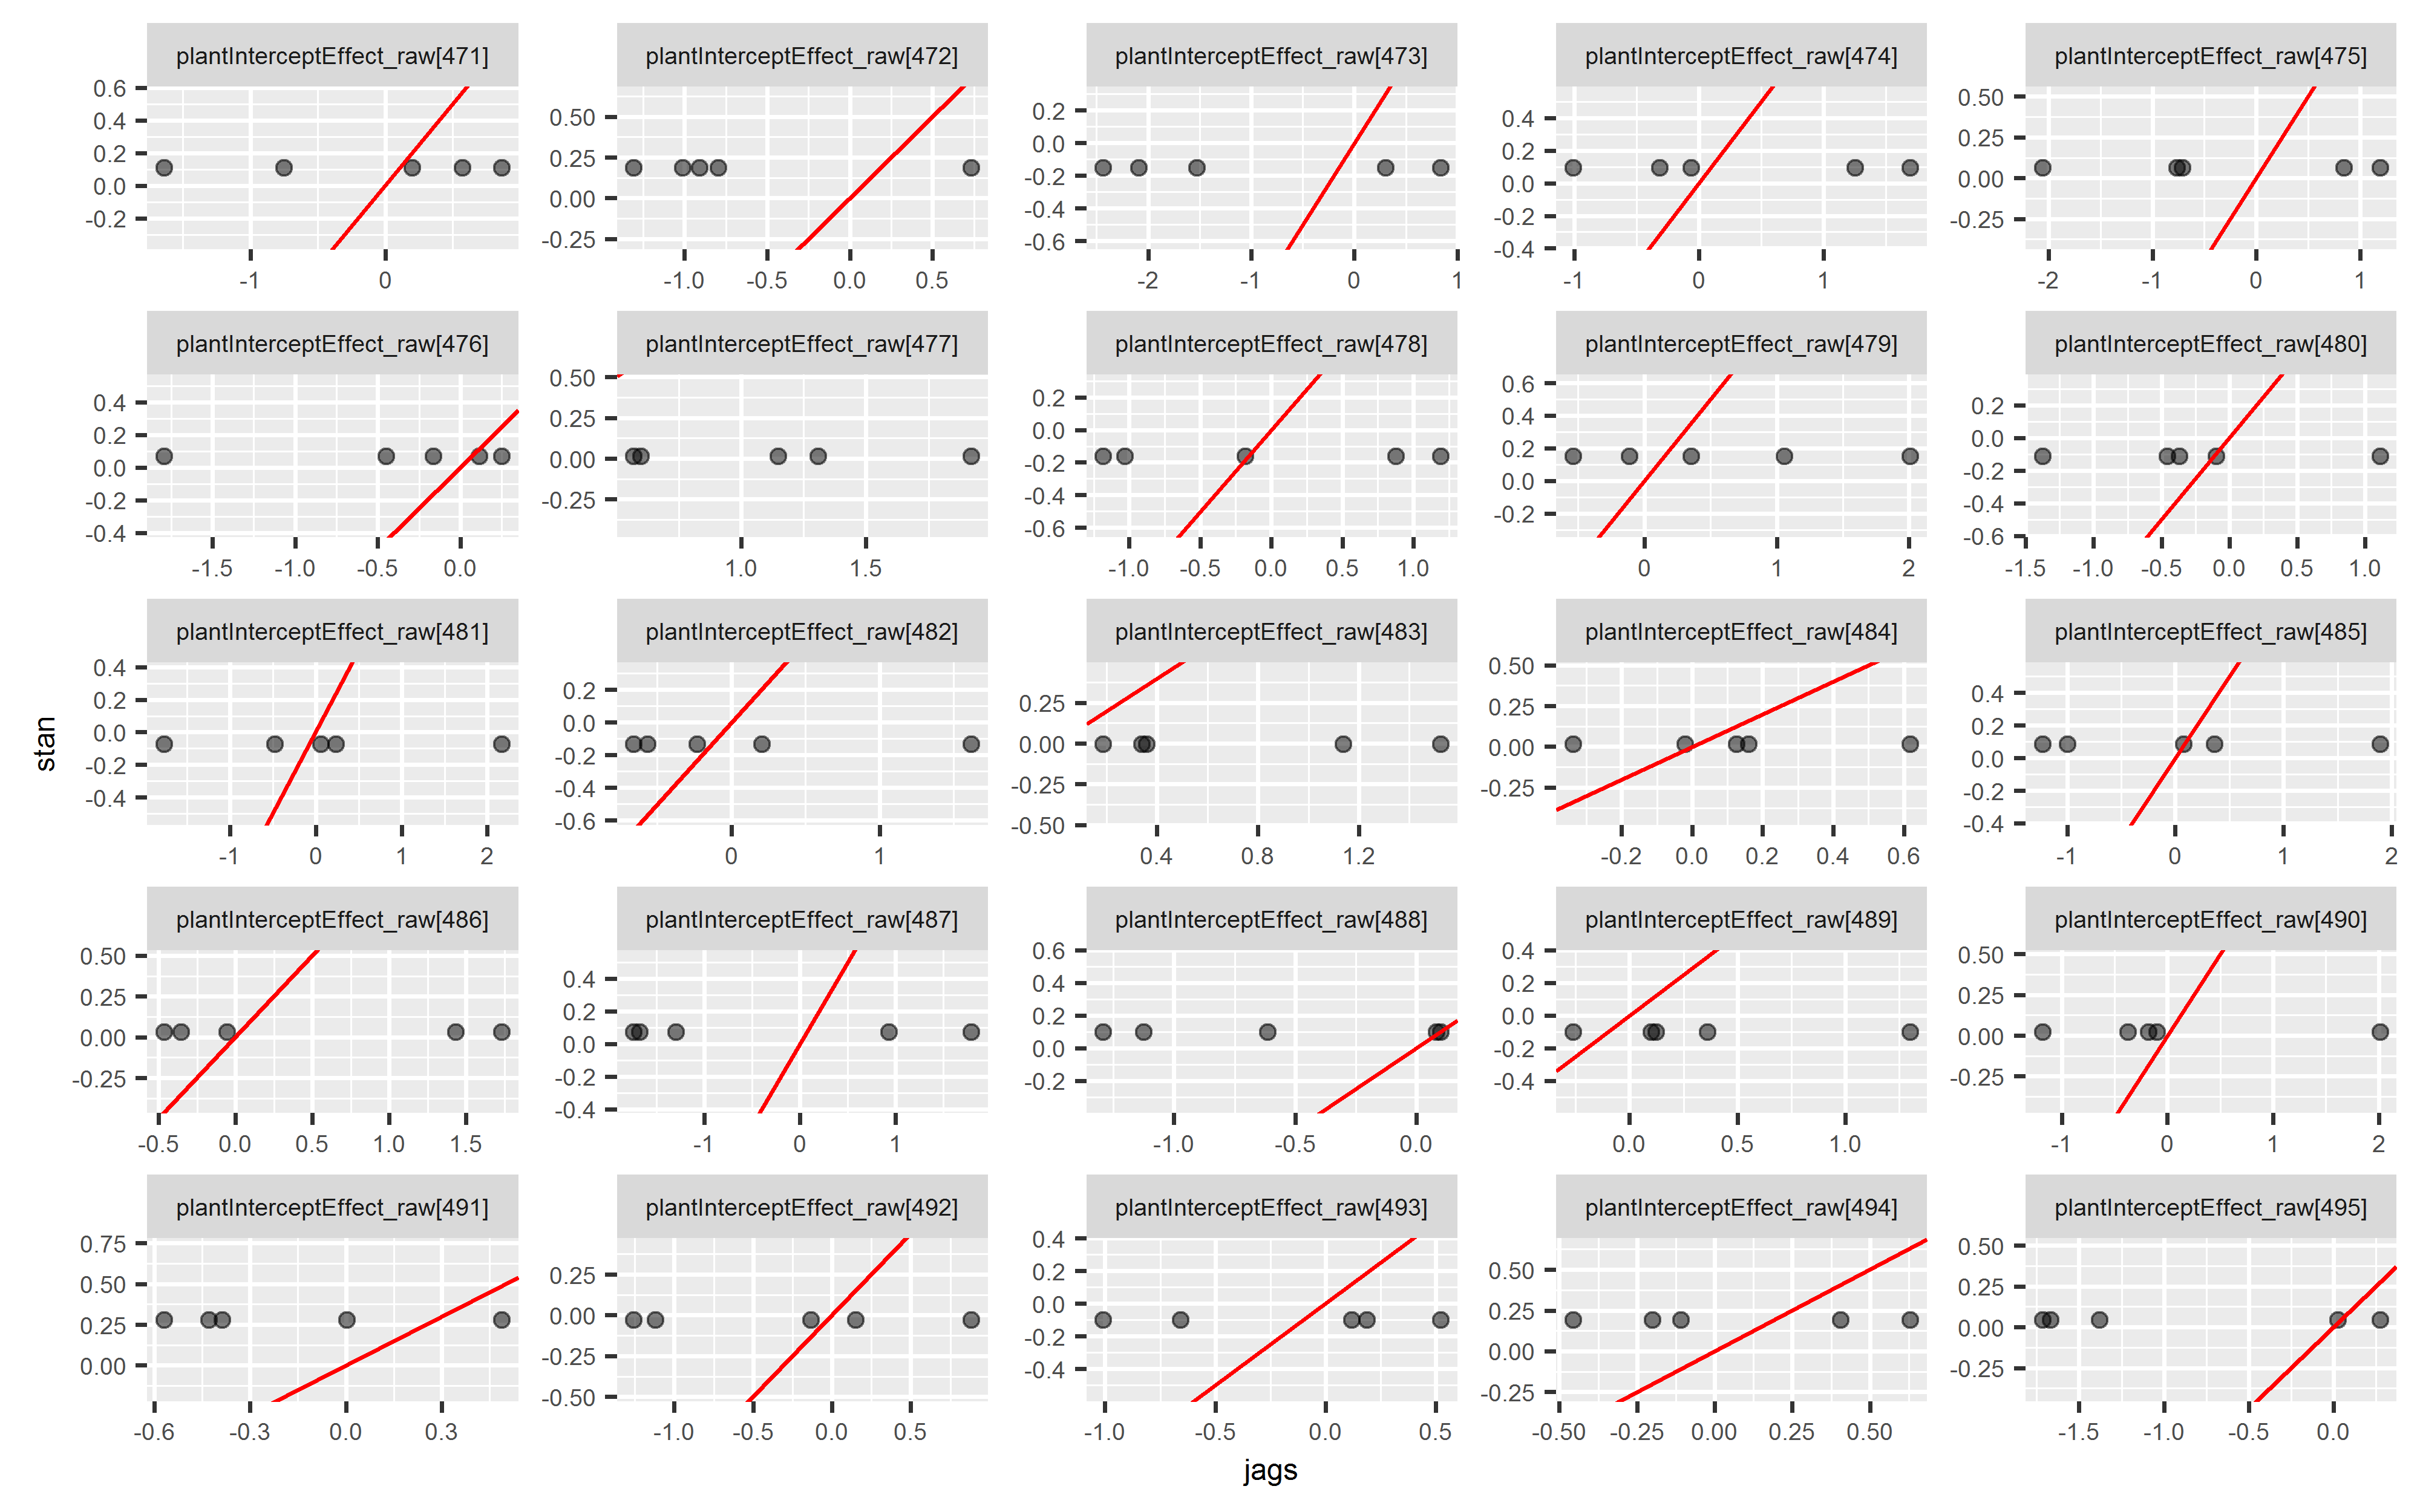 plantInterceptEffect_raw[471] plantInterceptEffect_raw[472] plantInterceptEffect_raw[473] plantInterceptEffect_raw[474] plantInterceptEffect_raw[475]
0.6 0.4 0.2 0.0 -0.2
0.50 0.25 0.00 -0.25
0.2 0.0 -0.2 -0.4 -0.6
0.4 0.2 0.0 -0.2 -0.4
0.50 0.25 0.00 -0.25
-1 0
-1.0 -0.5 0.0 0.5
-2 -1 0 1
-1 0 1
-2 -1 0 1
plantInterceptEffect_raw[476] plantInterceptEffect_raw[477] plantInterceptEffect_raw[478] plantInterceptEffect_raw[479] plantInterceptEffect_raw[480]
0.4 0.2 0.0 -0.2 -0.4
0.50 0.25 0.00 -0.25
0.2 0.0 -0.2 -0.4 -0.6
0.6 0.4 0.2 0.0 -0.2
0.2 0.0 -0.2 -0.4 -0.6
-1.5 -1.0 -0.5 0.0
1.0 1.5
-1.0 -0.5 0.0 0.5 1.0
0 1 2
-1.5 -1.0 -0.5 0.0 0.5 1.0
plantInterceptEffect_raw[481] plantInterceptEffect_raw[482] plantInterceptEffect_raw[483] plantInterceptEffect_raw[484] plantInterceptEffect_raw[485]
0.4 0.2 0.0 -0.2 -0.4
0.2 0.0 -0.2 -0.4 -0.6
0.25 0.00 -0.25 -0.50
0.50 0.25 0.00 -0.25
0.4 0.2 0.0 -0.2 -0.4
-1 0 1 2
0 1
0.4 0.8 1.2
-0.2 0.0 0.2 0.4 0.6
-1 0 1 2
stan
plantInterceptEffect_raw[486] plantInterceptEffect_raw[487] plantInterceptEffect_raw[488] plantInterceptEffect_raw[489] plantInterceptEffect_raw[490]
0.50 0.25 0.00 -0.25
0.4 0.2 0.0 -0.2 -0.4
0.6 0.4 0.2 0.0 -0.2
0.4 0.2 0.0 -0.2 -0.4
0.50 0.25 0.00 -0.25
-0.5 0.0 0.5 1.0 1.5
-1 0 1
-1.0 -0.5 0.0
0.0 0.5 1.0
-1 0 1 2
plantInterceptEffect_raw[491] plantInterceptEffect_raw[492] plantInterceptEffect_raw[493] plantInterceptEffect_raw[494] plantInterceptEffect_raw[495]
0.75 0.50 0.25 0.00
0.25 0.00 -0.25 -0.50
0.4 0.2 0.0 -0.2 -0.4
0.50 0.25 0.00 -0.25
0.50 0.25 0.00 -0.25
-0.6 -0.3 0.0 0.3
-1.0 -0.5 0.0 0.5
-1.0 -0.5 0.0 0.5
-0.50 -0.25 0.00 0.25 0.50
-1.5 -1.0 -0.5 0.0
jags